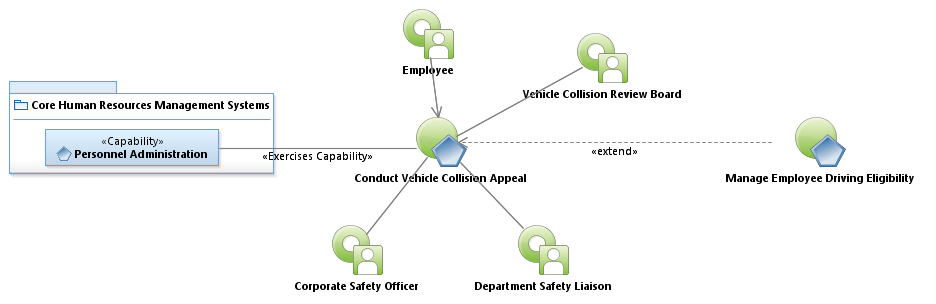 Employee
Vehicle Collision Review Board
Core Human Resources Management Systems
«Capability»
Personnel Administration
«Exercises Capability»
«extend»
Conduct Vehicle Collision Appeal
Manage Employee Driving Eligibility
Corporate Safety Officer
Department Safety Liaison